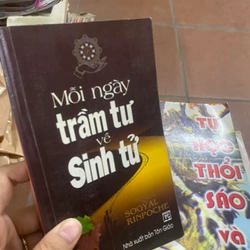 Mỗi ngày
trầm tư
về
Sinh tử
SOGYAL
RINPOCHE
Nhà xuất bản Tôn Giáo
TỰ
HỌC
THỔI
SÁO
VÀ